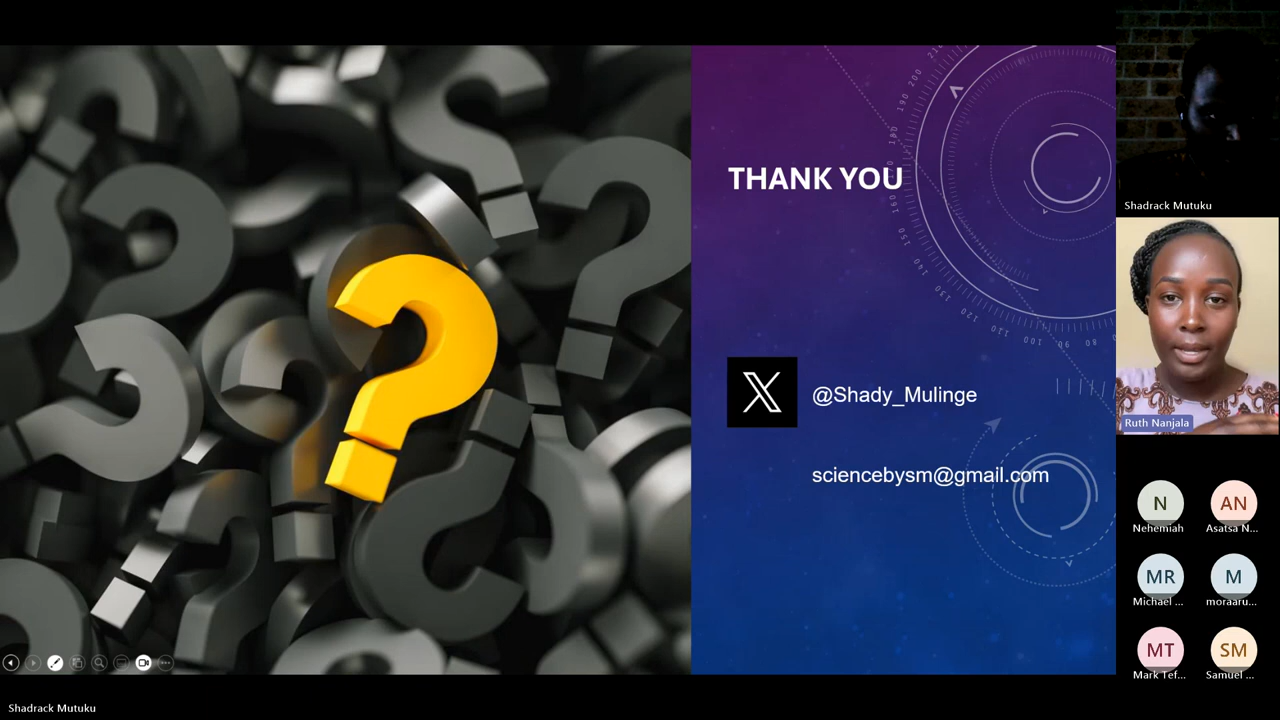 THANK YOU
@Shady_Mulinge
sciencebysm@gmail.com
Shadrack Mutuku
Ruth Nanjala
N
Nehemiah
AN
Asatsa N...
MR
Michael ...
M
moraaru...
MT
Mark Tef...
SM
Samuel ...
Shadrack Mutuku